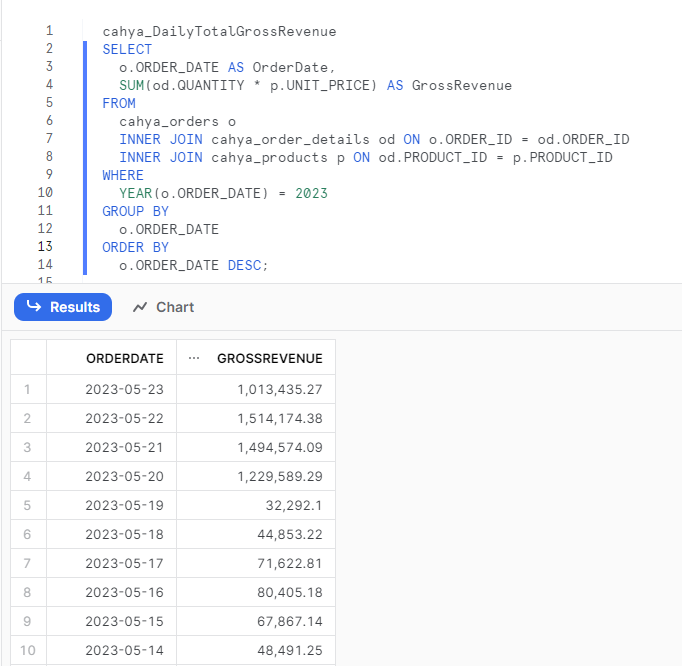 1 cahya_DailyTotalGrossRevenue
2 SELECT
3 o.ORDER_DATE AS OrderDate,
4 SUM(od.QUANTITY * p.UNIT_PRICE) AS GrossRevenue
5 FROM
6 cahya_orders o
7 INNER JOIN cahya_order_details od ON o.ORDER_ID = od.ORDER_ID
8 INNER JOIN cahya_products p ON od.PRODUCT_ID = p.PRODUCT_ID
9 WHERE
10 YEAR(o.ORDER_DATE) = 2023
11 GROUP BY
12 o.ORDER_DATE
13 ORDER BY
14 o.ORDER_DATE DESC;
15
Results Chart
ORDERDATE ··· GROSSREVENUE
1 2023-05-23 1,013,435.27
2 2023-05-22 1,514,174.38
3 2023-05-21 1,494,574.09
4 2023-05-20 1,229,589.29
5 2023-05-19 32,292.1
6 2023-05-18 44,853.22
7 2023-05-17 71,622.81
8 2023-05-16 80,405.18
9 2023-05-15 67,867.14
10 2023-05-14 48,491.25